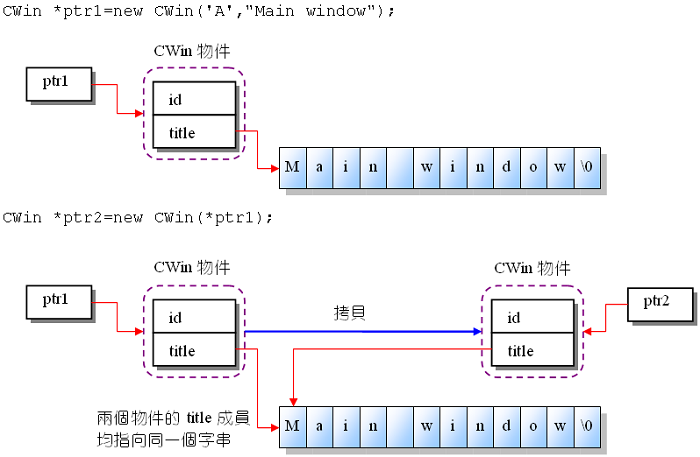 CWin *ptr1=new CWin('A',"Main window");
CWin 物件
ptr1
id
title
M a i n w i n d o w \0
CWin *ptr2=new CWin(*ptr1);
CWin 物件
CWin 物件
ptr1
拷貝
ptr2
id
id
title
title
兩個物件的 title 成員
均指向同一個字串
M a i n w i n d o w \0